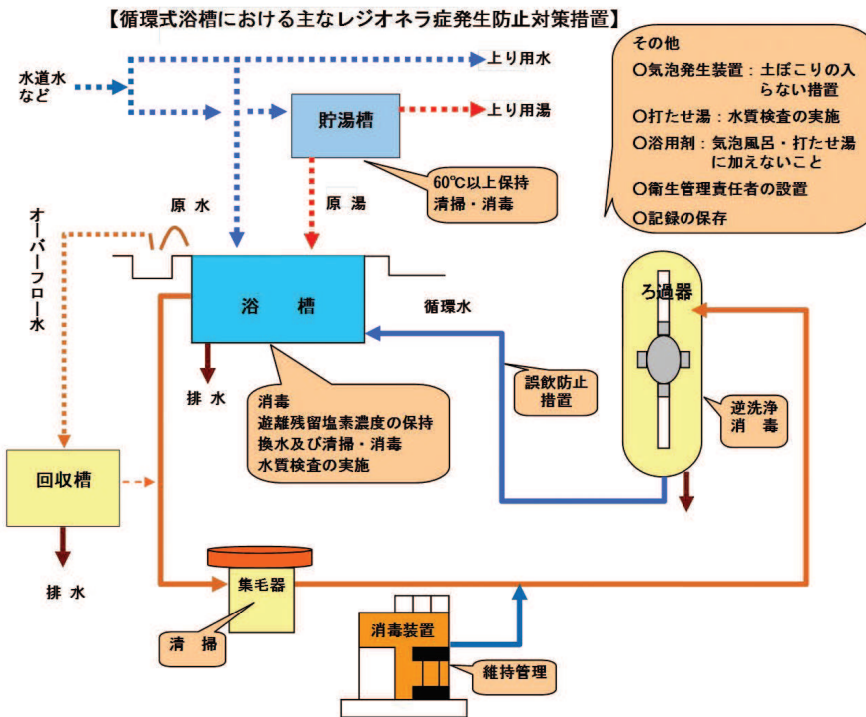 【循環式浴槽における主なレジオネラ症発生防止対策措置】
水道水
など
上り用水
上り用湯
貯湯槽
60℃以上保持
清掃・消毒
原 水
原 湯
オーバーフロー水
浴 槽
循環水
排 水
消毒
遊離残留塩素濃度の保持
換水及び清掃・消毒
水質検査の実施
誤飲防止
措置
ろ過器
逆洗浄
消 毒
回収槽
排 水
集毛器
清 掃
消毒装置
維持管理
その他
〇気泡発生装置：土ぼこりの入
らない措置
〇打たせ湯：水質検査の実施
〇浴用剤：気泡風呂・打たせ湯
に加えないこと
〇衛生管理責任者の設置
〇記録の保存